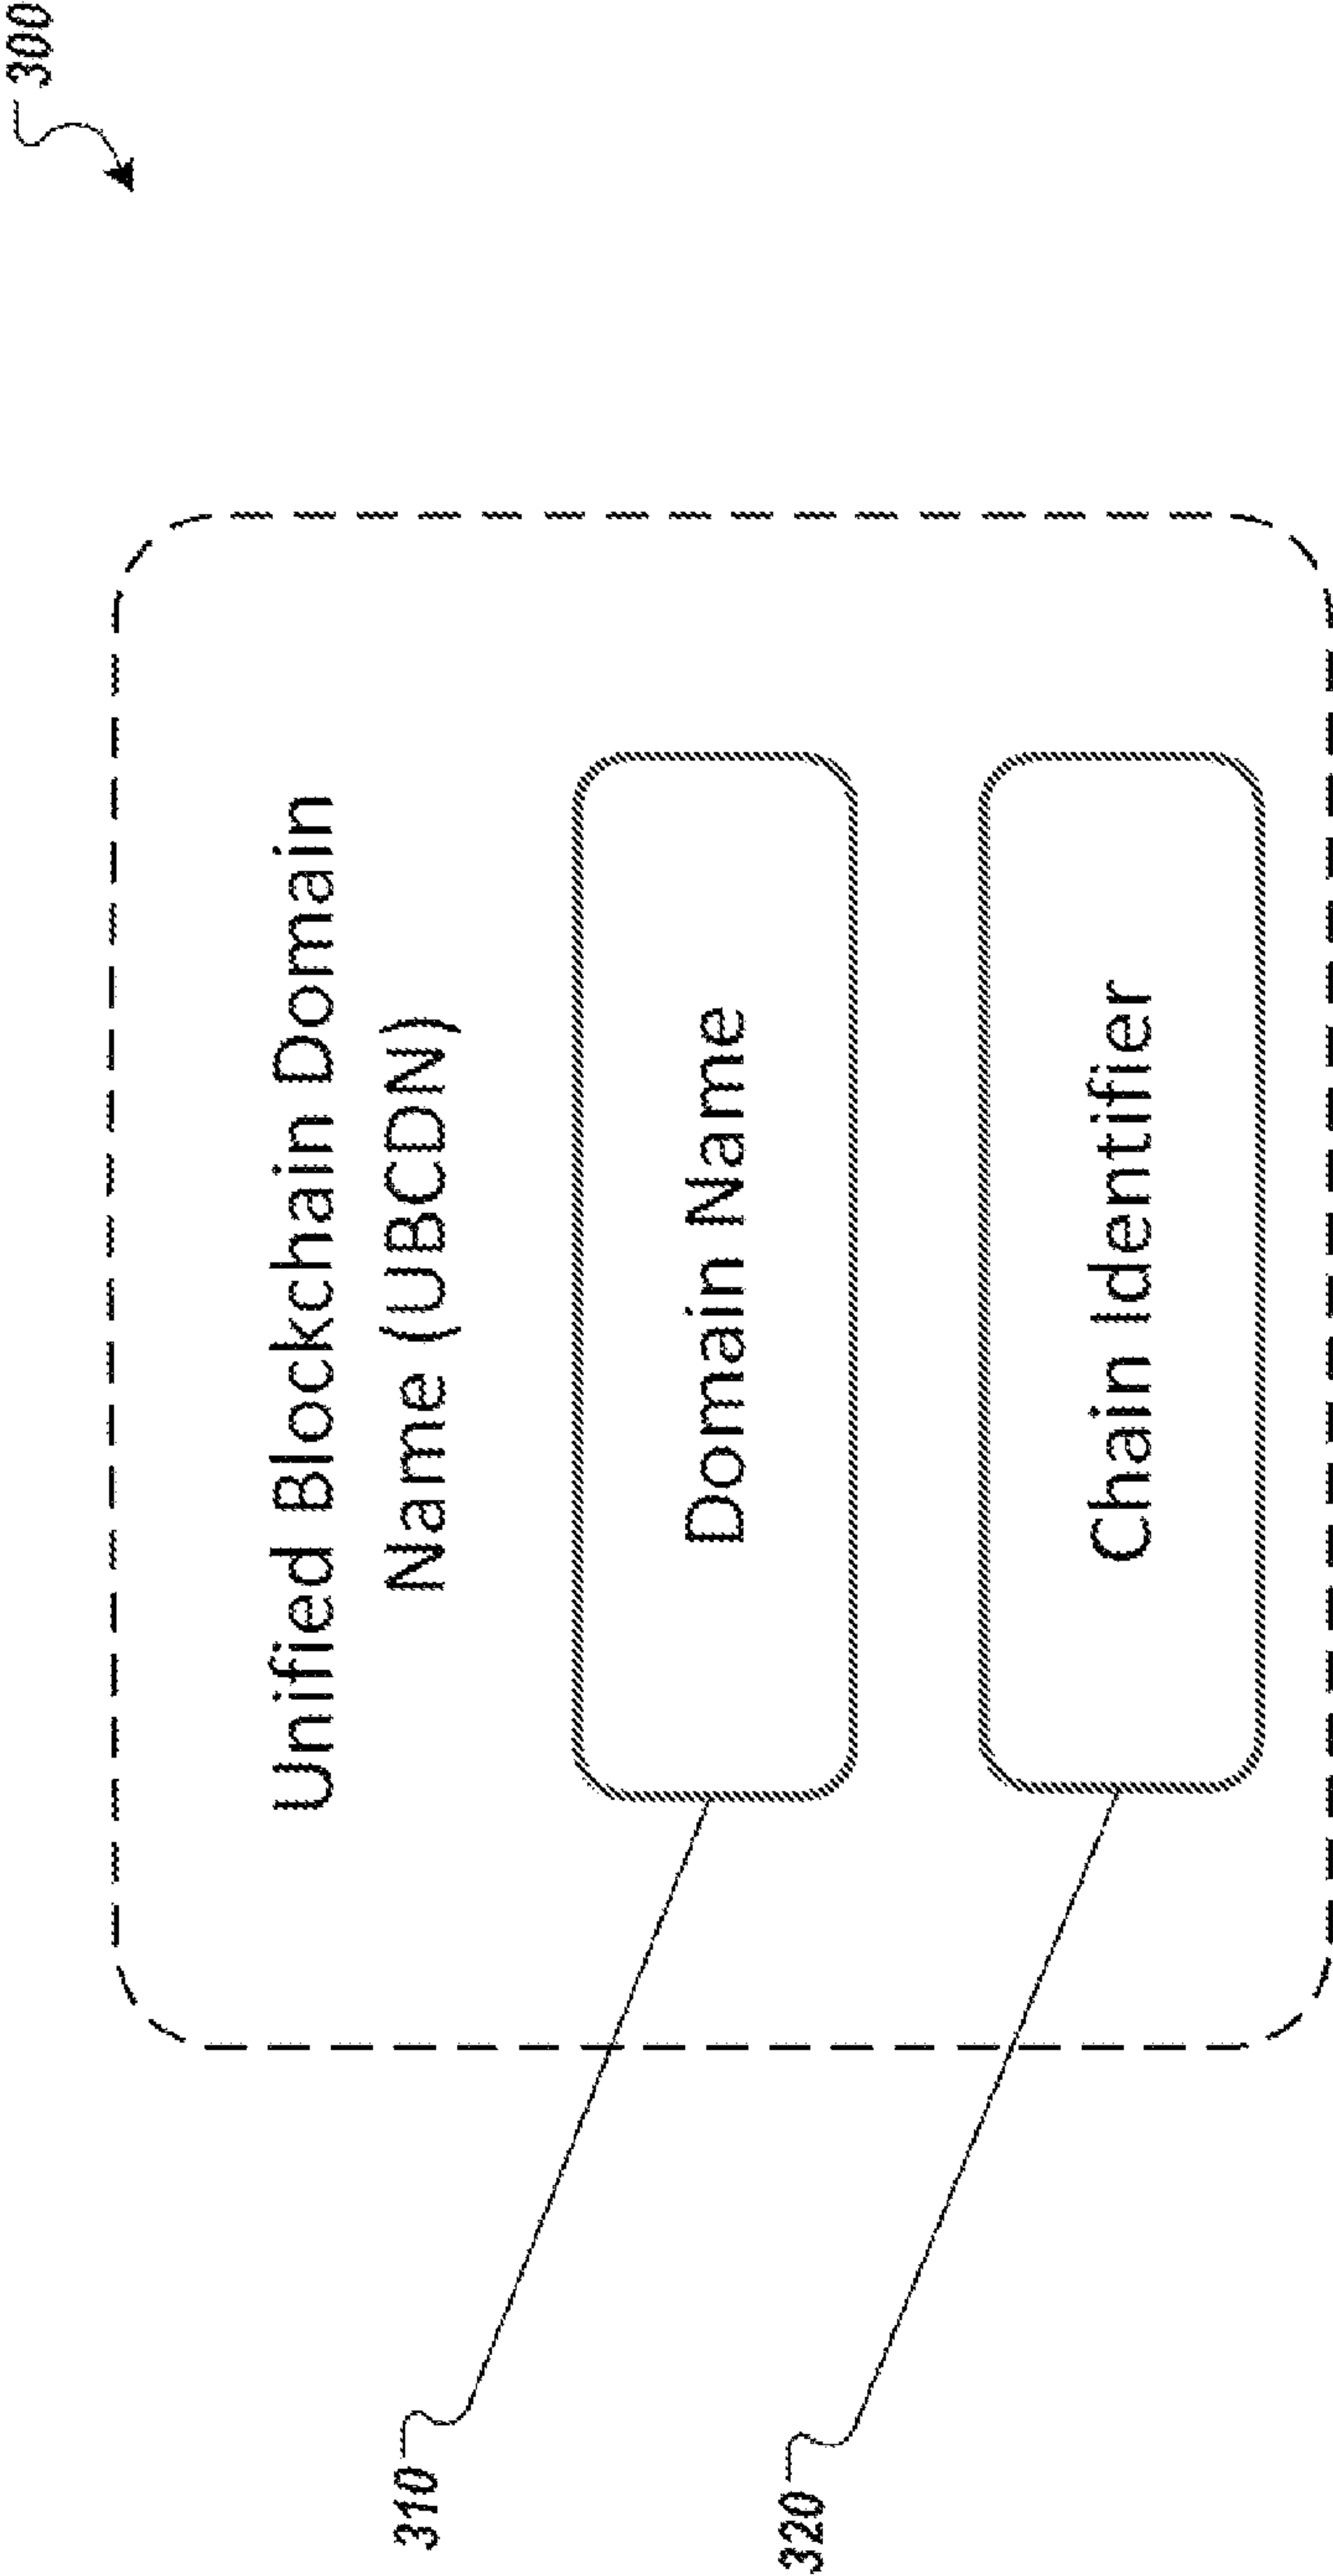 300
Unified Blockchain Domain
Name (UBCDN)
310
Domain Name
320
Chain Identifier